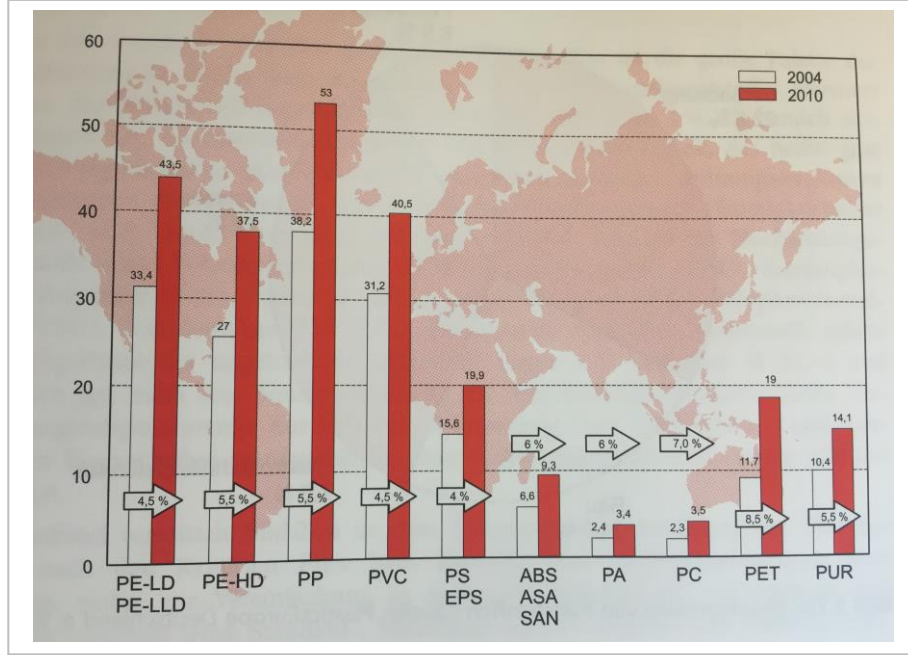 60
50
40
30
20
10
0
2004
2010
33,4
43,5
27
37,5
38,2
53
31,2
40,5
15,6
19,9
6,6
9,3
2,4
3,4
2,3
3,5
11,7
19
10,4
14,1
4,5 %
5,5 %
5,5 %
4,5 %
4 %
6 %
6 %
7,0 %
8,5 %
5,5 %
PE-LD
PE-LLD
PE-HD
PP
PVC
PS
EPS
ABS
ASA
SAN
PA
PC
PET
PUR